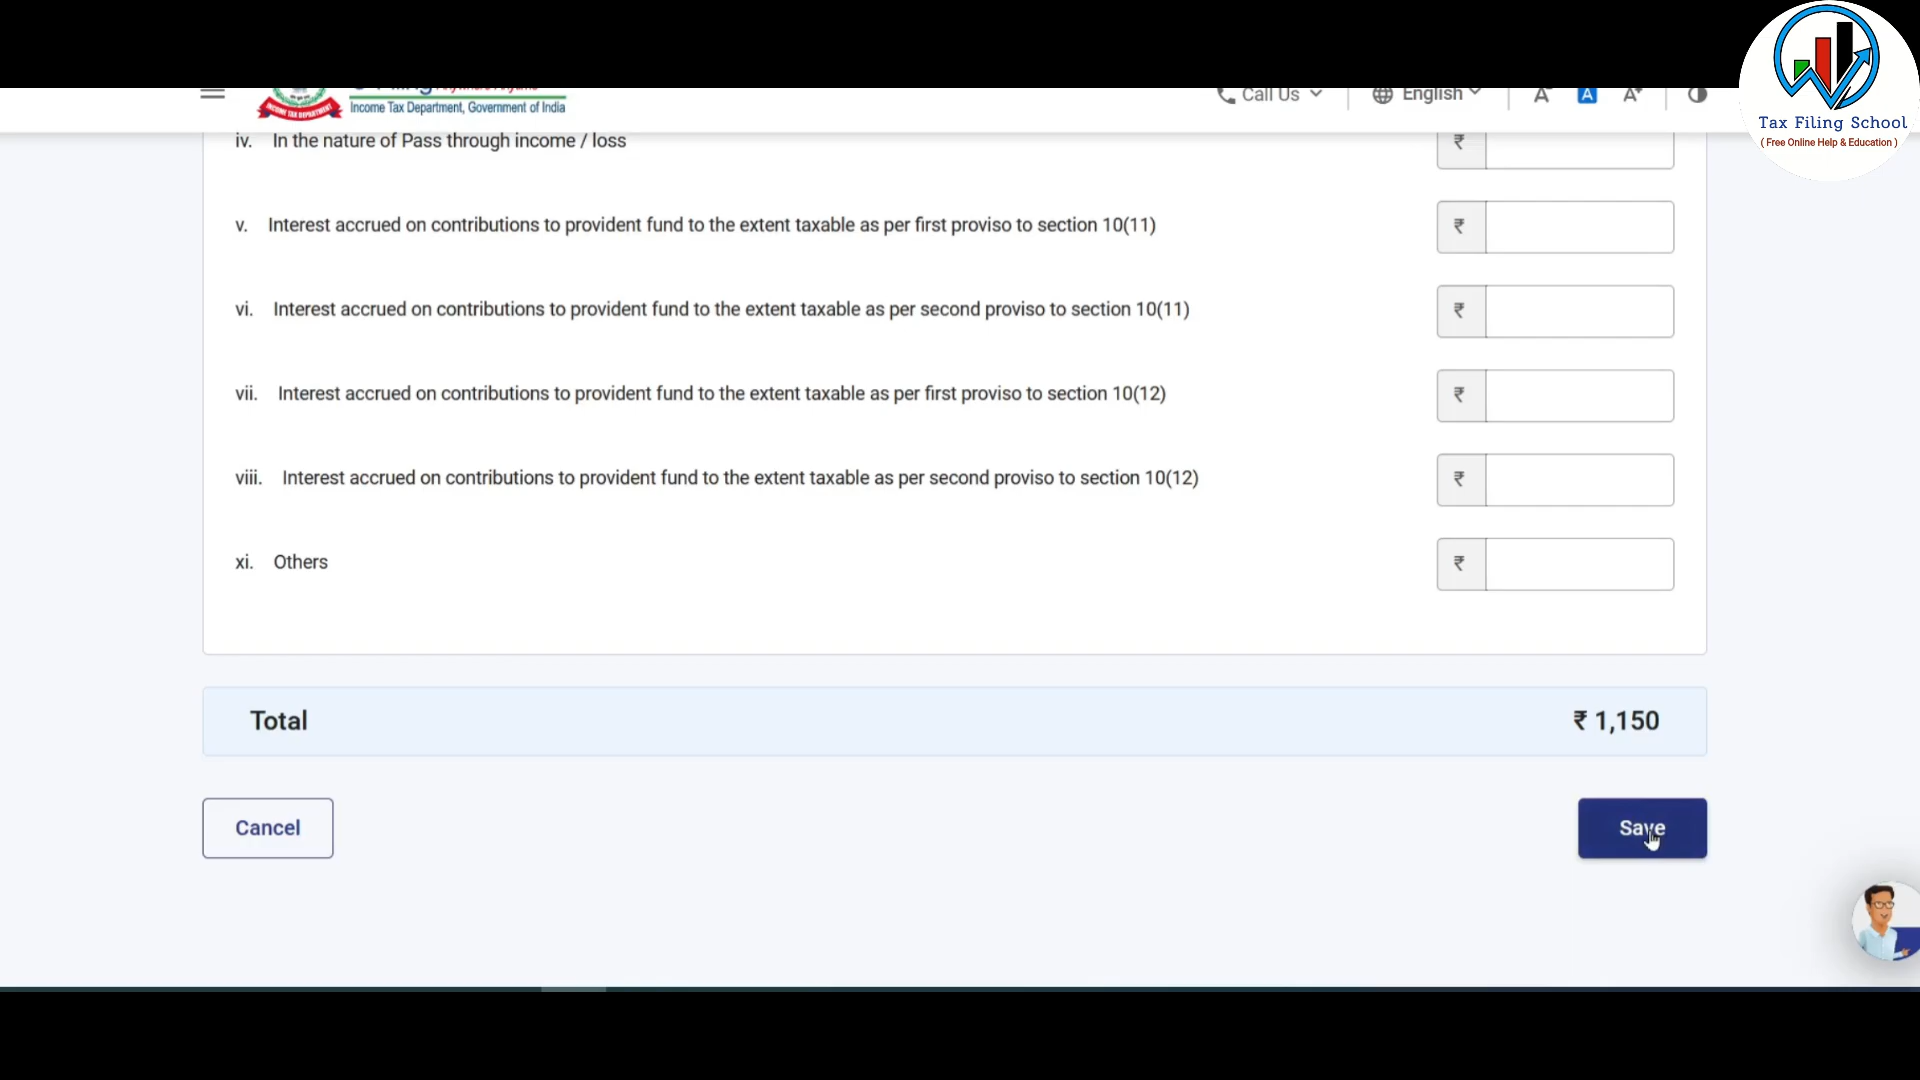 Income Tax Department, Government of India
Call Us
English
A
A
A+
Tax Filing School
( Free Online Help & Education )
iv. In the nature of Pass through income / loss ₹
v. Interest accrued on contributions to provident fund to the extent taxable as per first proviso to section 10(11) ₹
vi. Interest accrued on contributions to provident fund to the extent taxable as per second proviso to section 10(11) ₹
vii. Interest accrued on contributions to provident fund to the extent taxable as per first proviso to section 10(12) ₹
viii. Interest accrued on contributions to provident fund to the extent taxable as per second proviso to section 10(12) ₹
xi. Others ₹
Total ₹ 1,150
Cancel
Save